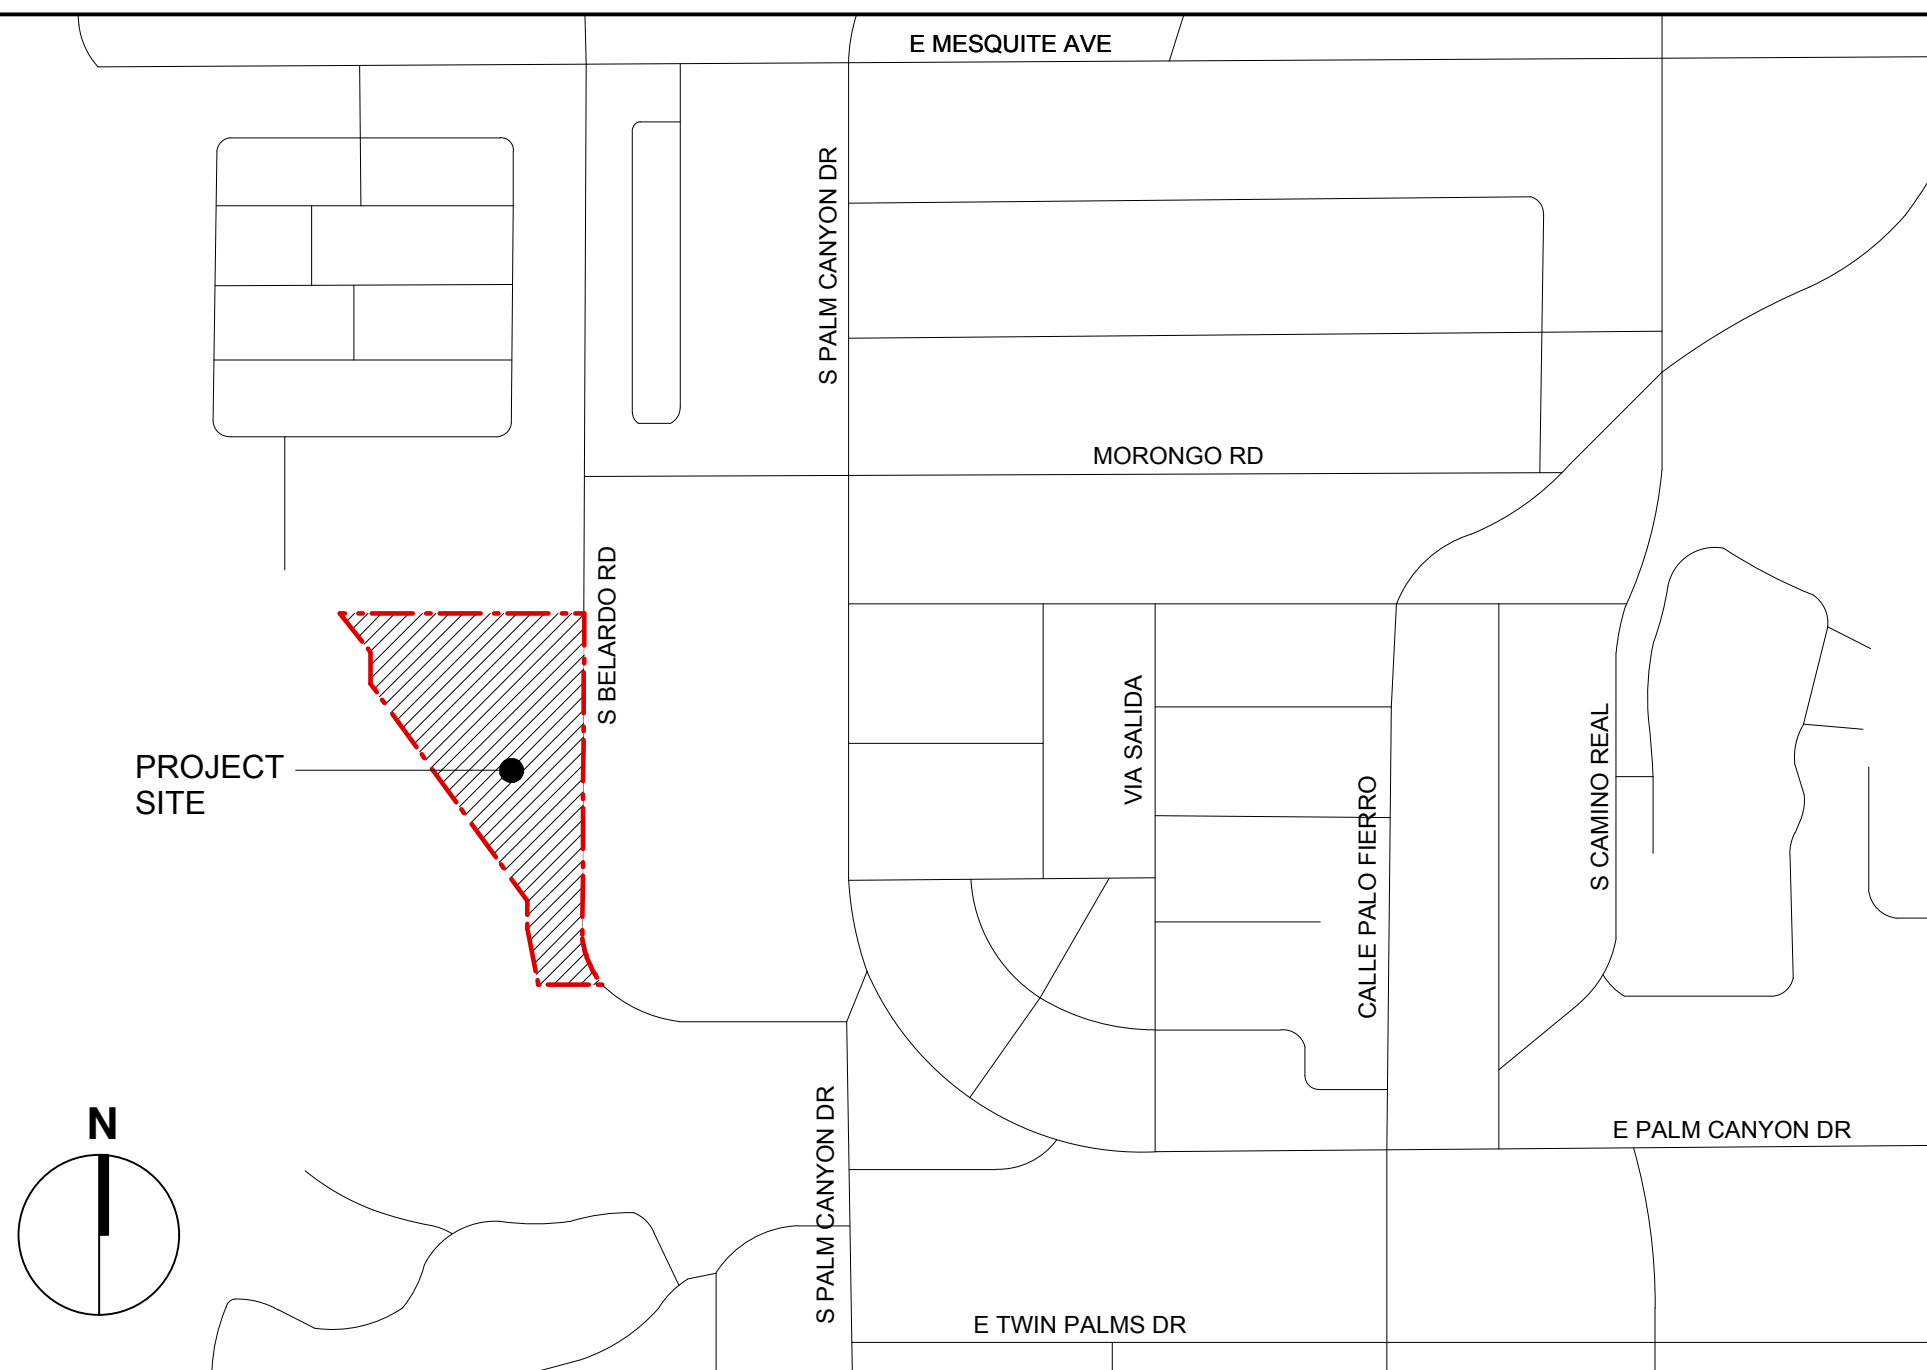 E MESQUITE AVE
S PALM CANYON DR
MORONGO RD
S BELARDO RD
VIA SALIDA
S CAMINO REAL
PROJECT
SITE
CALLE PALO FIERRO
N
S PALM CANYON DR
E PALM CANYON DR
E TWIN PALMS DR